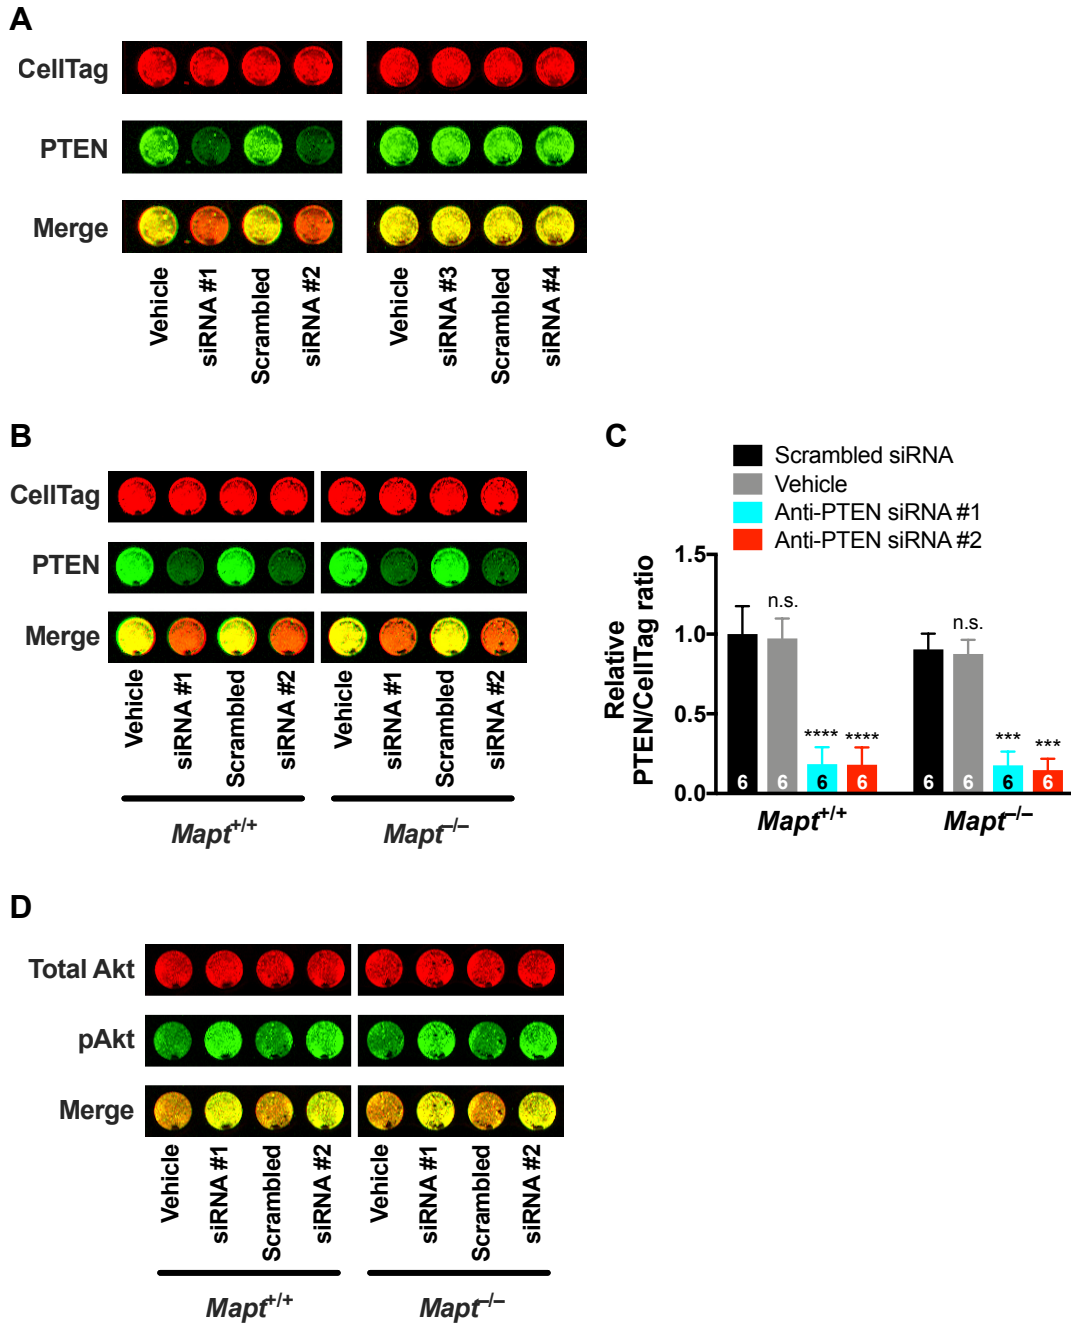 A
CellTag
PTEN
Merge
Vehicle
siRNA #1
Scrambled
siRNA #2
Vehicle
siRNA #3
Scrambled
siRNA #4
B
CellTag
PTEN
Merge
Vehicle
siRNA #1
Scrambled
siRNA #2
Vehicle
siRNA #1
Scrambled
siRNA #2
Mapt+/+
Mapt–/–
C
Scrambled siRNA
Vehicle
Anti-PTEN siRNA #1
Anti-PTEN siRNA #2
Relative
PTEN/CellTag ratio
1.5
1.0
0.5
0.0
n.s.
**** ****
n.s.
*** ***
6 6 6 6 6 6 6 6
Mapt+/+
Mapt–/–
D
Total Akt
pAkt
Merge
Vehicle
siRNA #1
Scrambled
siRNA #2
Vehicle
siRNA #1
Scrambled
siRNA #2
Mapt+/+
Mapt–/–